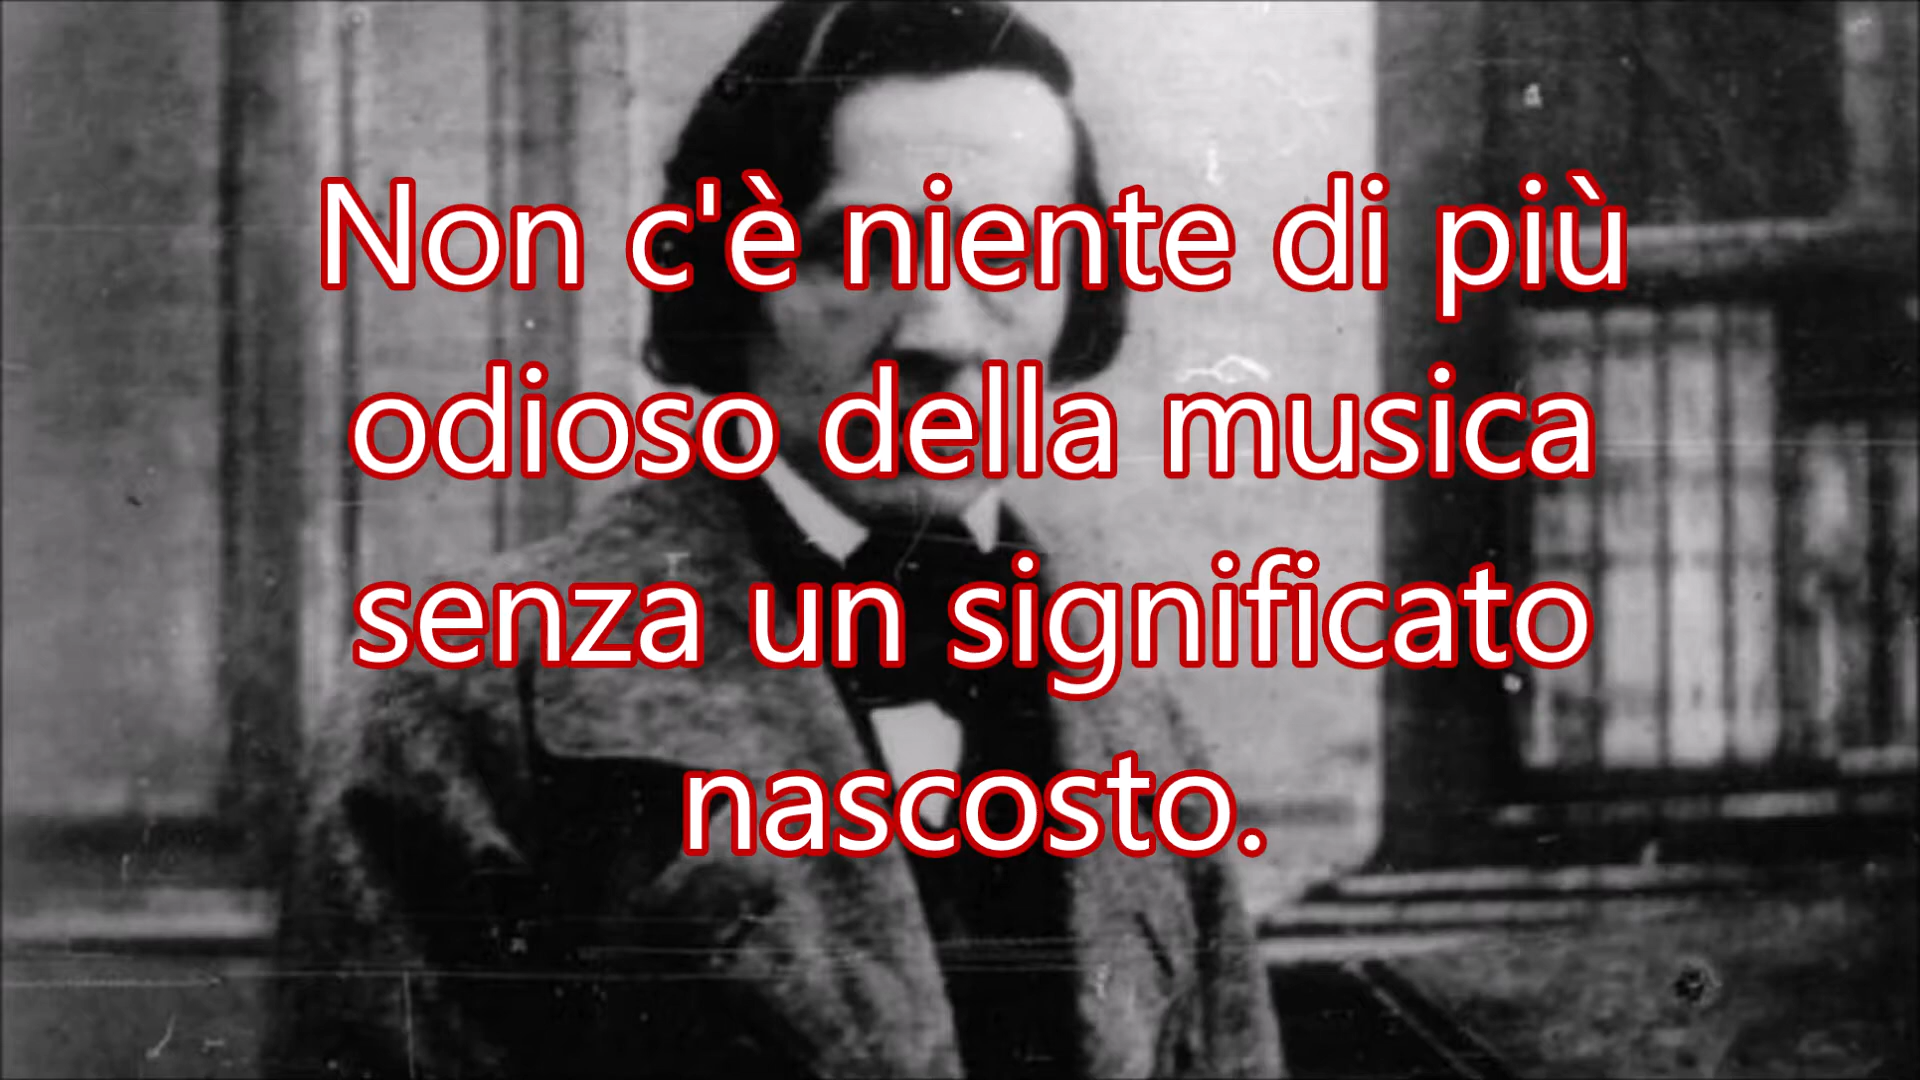 Non c'è niente di più
odioso della musica
senza un significato
nascosto.